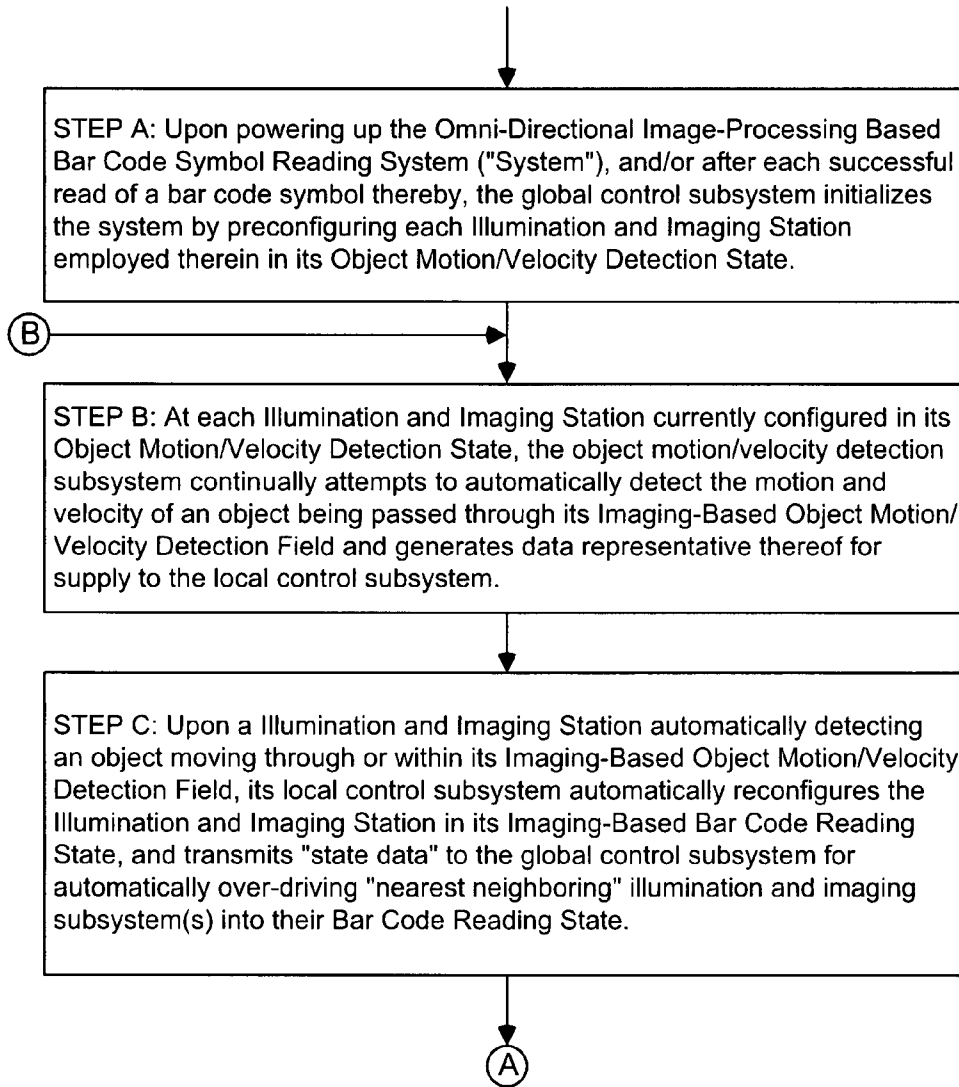 STEP A: Upon powering up the Omni-Directional Image-Processing Based
Bar Code Symbol Reading System ("System"), and/or after each successful
read of a bar code symbol thereby, the global control subsystem initializes
the system by preconfiguring each Illumination and Imaging Station
employed therein in its Object Motion/Velocity Detection State.
B
STEP B: At each Illumination and Imaging Station currently configured in its
Object Motion/Velocity Detection State, the object motion/velocity detection
subsystem continually attempts to automatically detect the motion and
velocity of an object being passed through its Imaging-Based Object Motion/
Velocity Detection Field and generates data representative thereof for
supply to the local control subsystem.
STEP C: Upon a Illumination and Imaging Station automatically detecting
an object moving through or within its Imaging-Based Object Motion/Velocity
Detection Field, its local control subsystem automatically reconfigures the
Illumination and Imaging Station in its Imaging-Based Bar Code Reading
State, and transmits "state data" to the global control subsystem for
automatically over-driving "nearest neighboring" illumination and imaging
subsystem(s) into their Bar Code Reading State.
A